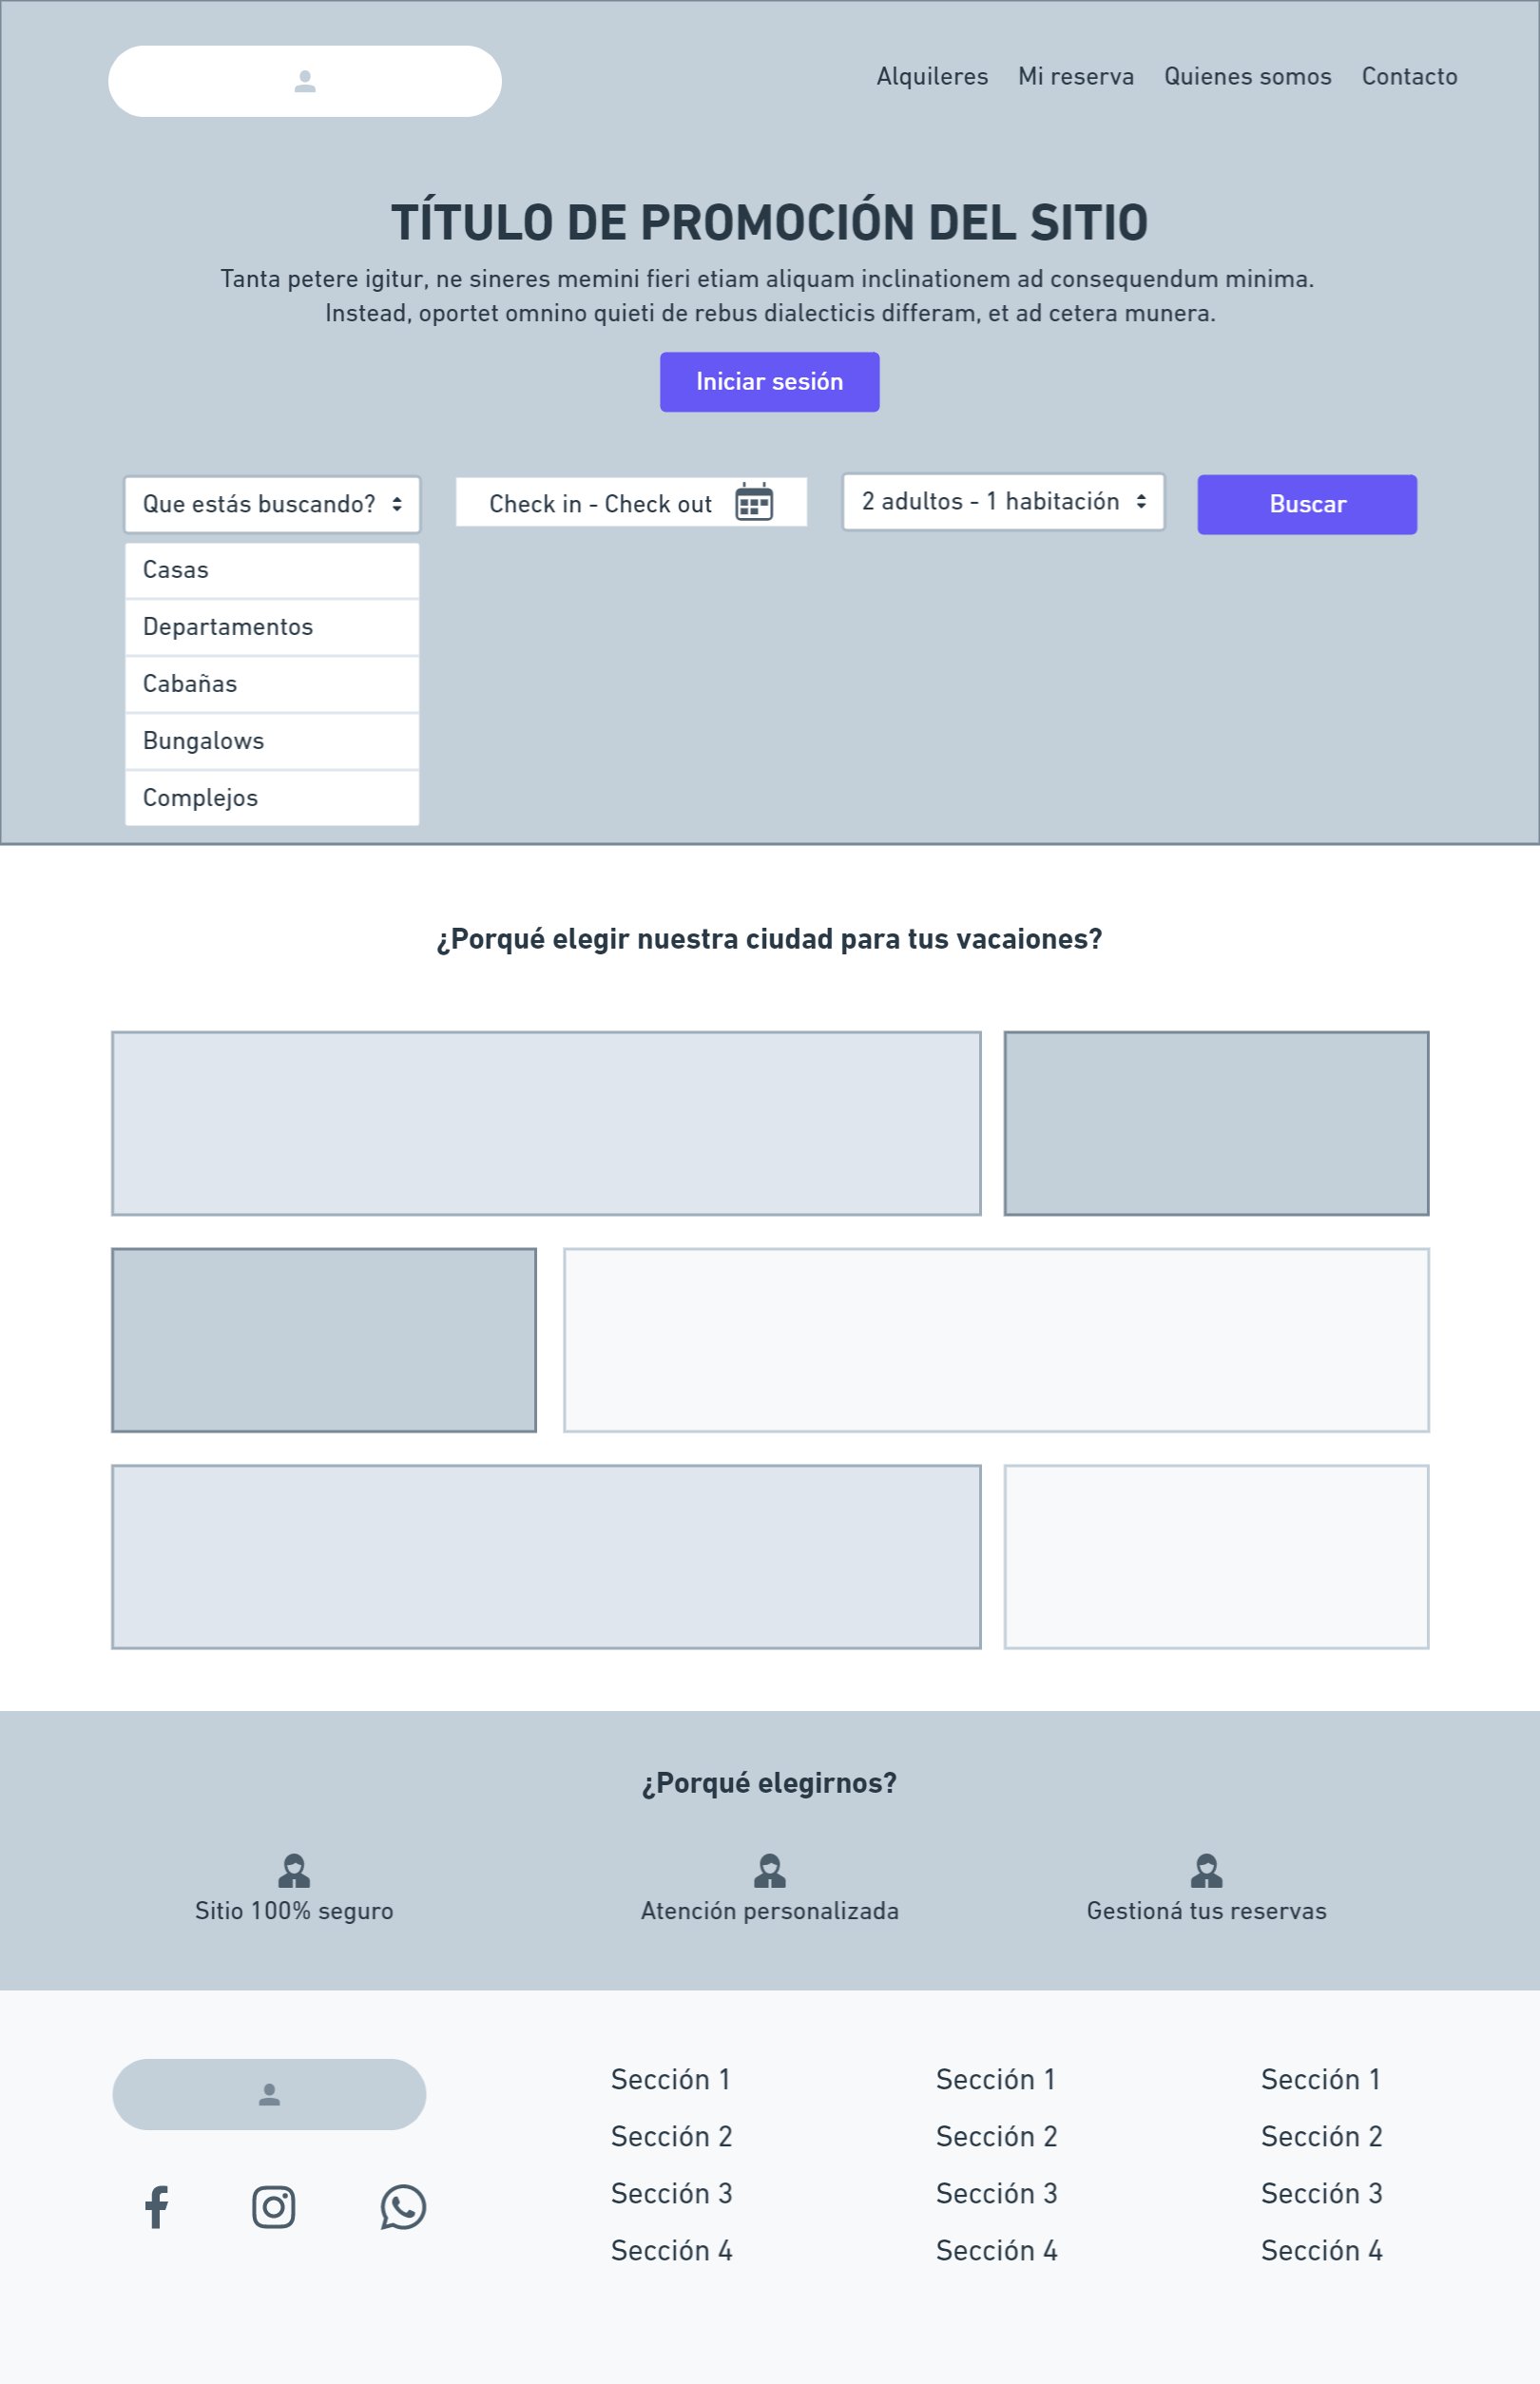 Alquileres Mi reserva Quienes somos Contacto
TÍTULO DE PROMOCIÓN DEL SITIO
Tanta petere igitur, ne sineres memini fieri etiam aliquam inclinationem ad consequendum minima.
Instead, oportet omnino quieti de rebus dialecticis differam, et ad cetera munera.
Iniciar sesión
Que estás buscando? Check in - Check out 2 adultos - 1 habitación Buscar
Casas
Departamentos
Cabañas
Bungalows
Complejos
¿Porqué elegir nuestra ciudad para tus vacaiones?
¿Porqué elegirnos?
Sitio 100% seguro Atención personalizada Gestioná tus reservas
Sección 1 Sección 1 Sección 1
Sección 2 Sección 2 Sección 2
Sección 3 Sección 3 Sección 3
Sección 4 Sección 4 Sección 4